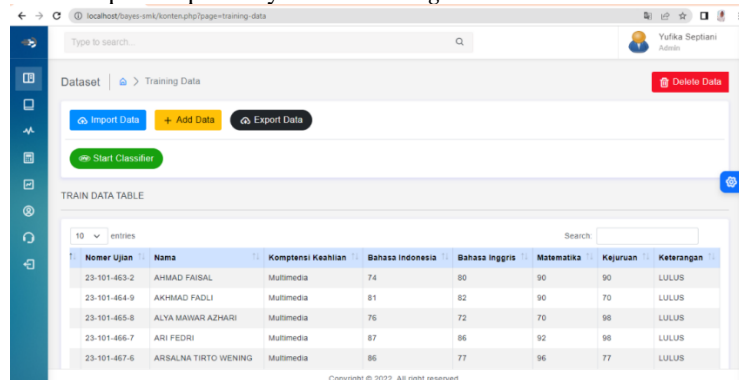 localhost/bayes-smk/konten.php?page=training-data
Type to search...
Yufika Septiani
Admin
Dataset > Training Data
Delete Data
Import Data + Add Data Export Data
Start Classifier
TRAIN DATA TABLE
10 entries Search:
Nomer Ujian Nama Komptensi Keahlian Bahasa Indonesia Bahasa Inggris Matematika Kejuruan Keterangan
23-101-463-2 AHMAD FAISAL Multimedia 74 80 90 90 LULUS
23-101-464-9 AKHMAD FADLI Multimedia 81 82 90 70 LULUS
23-101-465-8 ALYA MAWAR AZHARI Multimedia 76 72 70 98 LULUS
23-101-466-7 ARI FEDRI Multimedia 87 86 92 98 LULUS
23-101-467-6 ARSALNA TIRTO WENING Multimedia 86 77 96 77 LULUS
Copyright © 2022. All right reserved